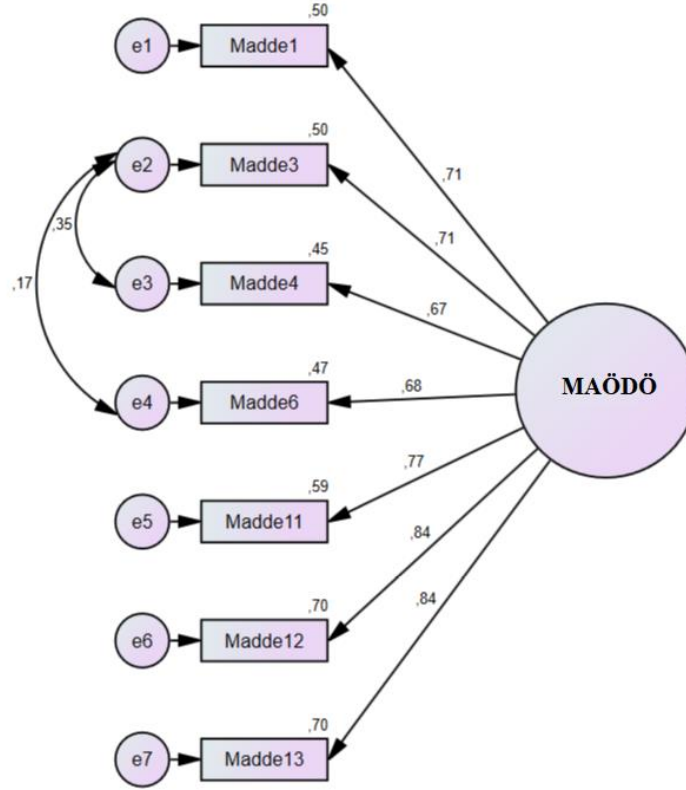 ,50
e1 Madde1
,71
,50
e2 Madde3
,71
,35
,45
e3 Madde4
,67
,17
,47
e4 Madde6
,68
MAÖDÖ
,59
e5 Madde11
,77
,84
,70
e6 Madde12
,84
,70
e7 Madde13